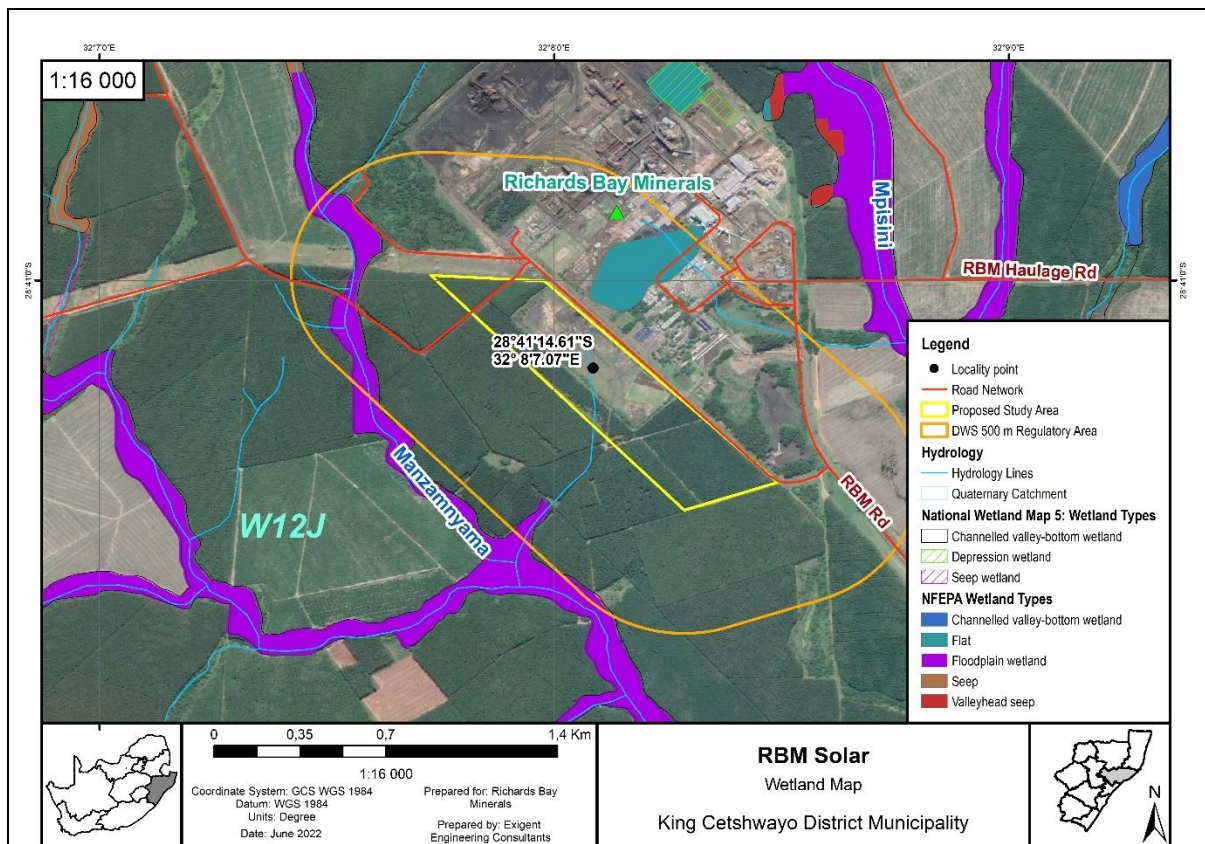 32°7'0"E
32°8'0"E
32°9'0"E
1:16 000
Richards Bay Minerals
Mpisini
28°41'0"S
RBM Haulage Rd
28°41'0"S
28°41'14.61"S
32° 8'7.07"E
Manzamnyama
RBM Rd
W12J
Legend
Locality point
Road Network
Proposed Study Area
DWS 500 m Regulatory Area
Hydrology
Hydrology Lines
Quaternary Catchment
National Wetland Map 5: Wetland Types
Channelled valley-bottom wetland
Depression wetland
Seep wetland
NFEPA Wetland Types
Channelled valley-bottom wetland
Flat
Floodplain wetland
Seep
Valleyhead seep
0 0,35 0,7 1,4 Km
1:16 000
Coordinate System: GCS WGS 1984
Datum: WGS 1984
Units: Degree
Date: June 2022
Prepared for: Richards Bay
Minerals
Prepared by: Exigent
Engineering Consultants
RBM Solar
Wetland Map
King Cetshwayo District Municipality
N